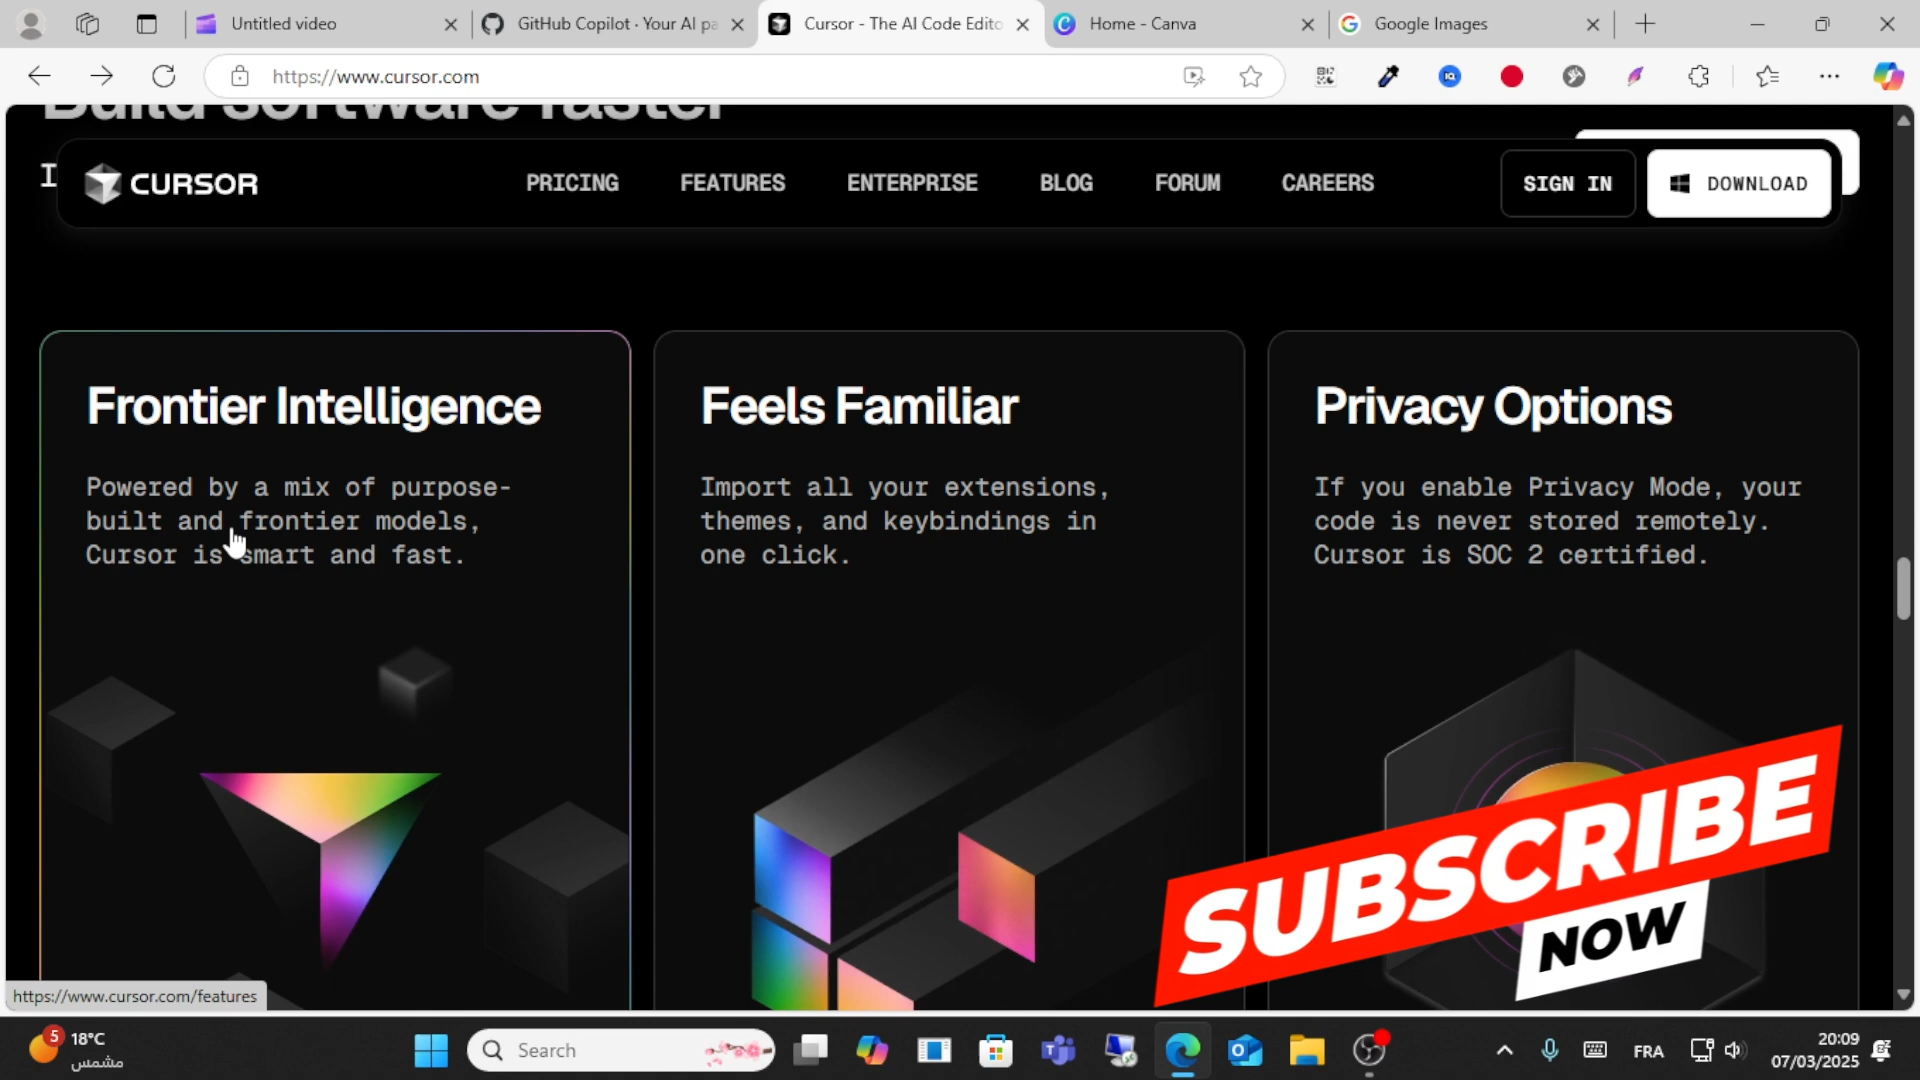 Untitled video
GitHub Copilot · Your AI pa
Cursor - The AI Code Edito
Home - Canva
Google Images
https://www.cursor.com
Build software faster
I
CURSOR
PRICING
FEATURES
ENTERPRISE
BLOG
FORUM
CAREERS
SIGN IN
DOWNLOAD
Frontier Intelligence
Powered by a mix of purpose-
built and frontier models,
Cursor is smart and fast.
Feels Familiar
Import all your extensions,
themes, and keybindings in
one click.
Privacy Options
If you enable Privacy Mode, your
code is never stored remotely.
Cursor is SOC 2 certified.
SUBSCRIBE
NOW
https://www.cursor.com/features
5
18°C
مشمس
Search
FRA
20:09
07/03/2025